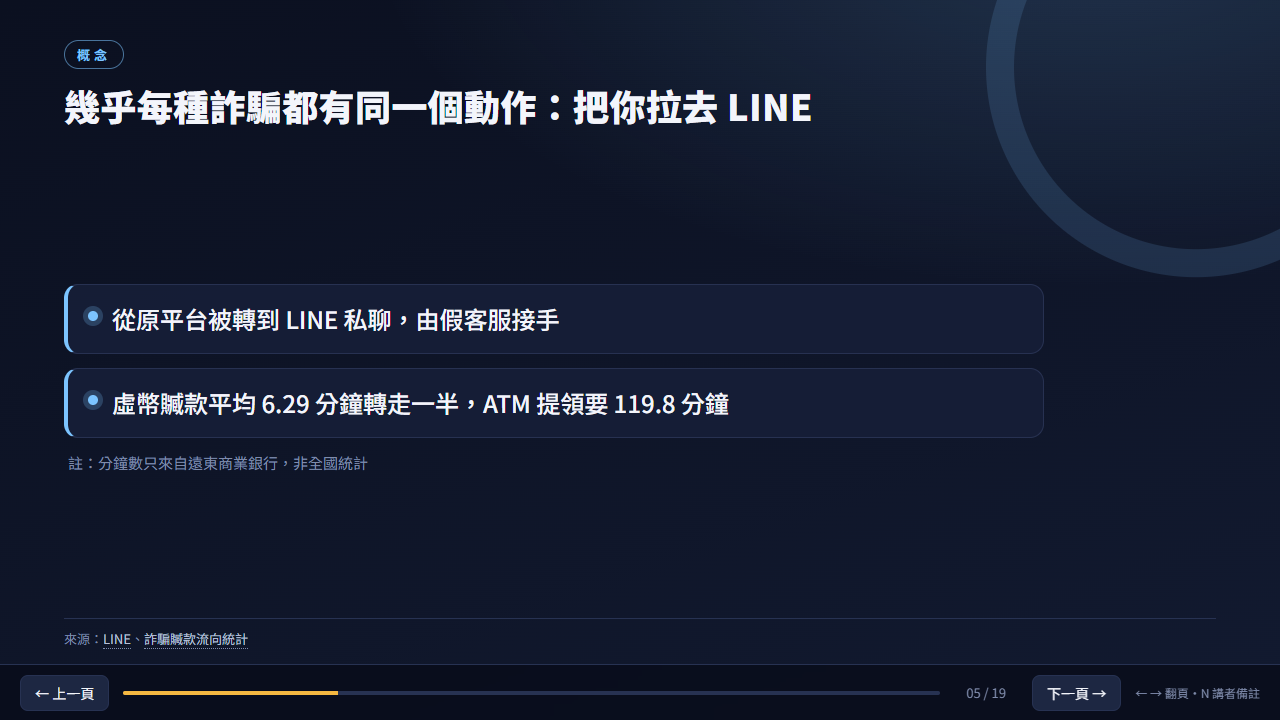 概念
幾乎每種詐騙都有同一個動作：把你拉去 LINE
從原平台被轉到 LINE 私聊，由假客服接手
虛幣贓款平均 6.29 分鐘轉走一半，ATM 提領要 119.8 分鐘
註：分鐘數只來自遠東商業銀行，非全國統計
來源：LINE、詐騙贓款流向統計
← 上一頁
05 / 19
下一頁 →
← → 翻頁・N 講者備註